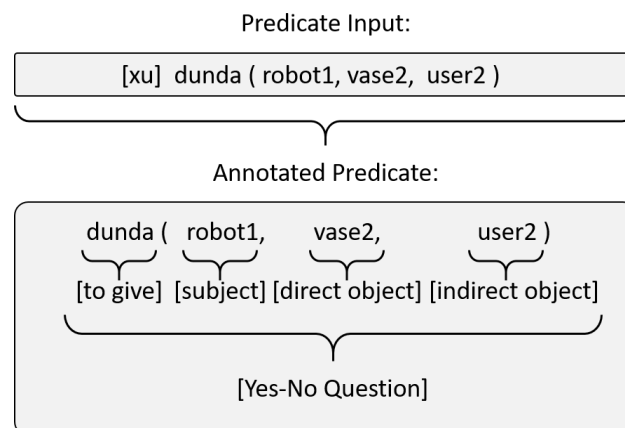 Predicate Input:
[xu] dunda ( robot1, vase2, user2 )
Annotated Predicate:
dunda ( robot1, vase2, user2 )
[to give] [subject] [direct object] [indirect object]
[Yes-No Question]